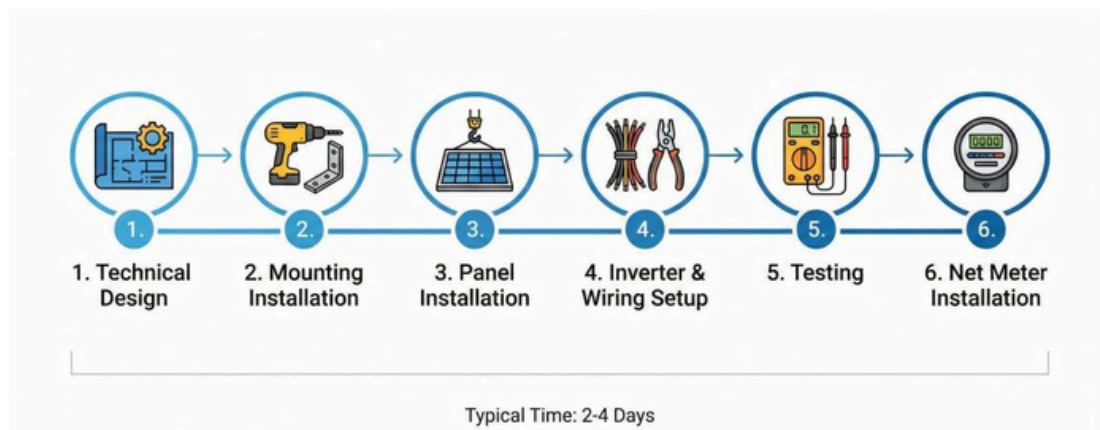 1.
2.
3.
4.
5.
6.
1. Technical
Design
2. Mounting
Installation
3. Panel
Installation
4. Inverter &
Wiring Setup
5. Testing
6. Net Meter
Installation
Typical Time: 2-4 Days